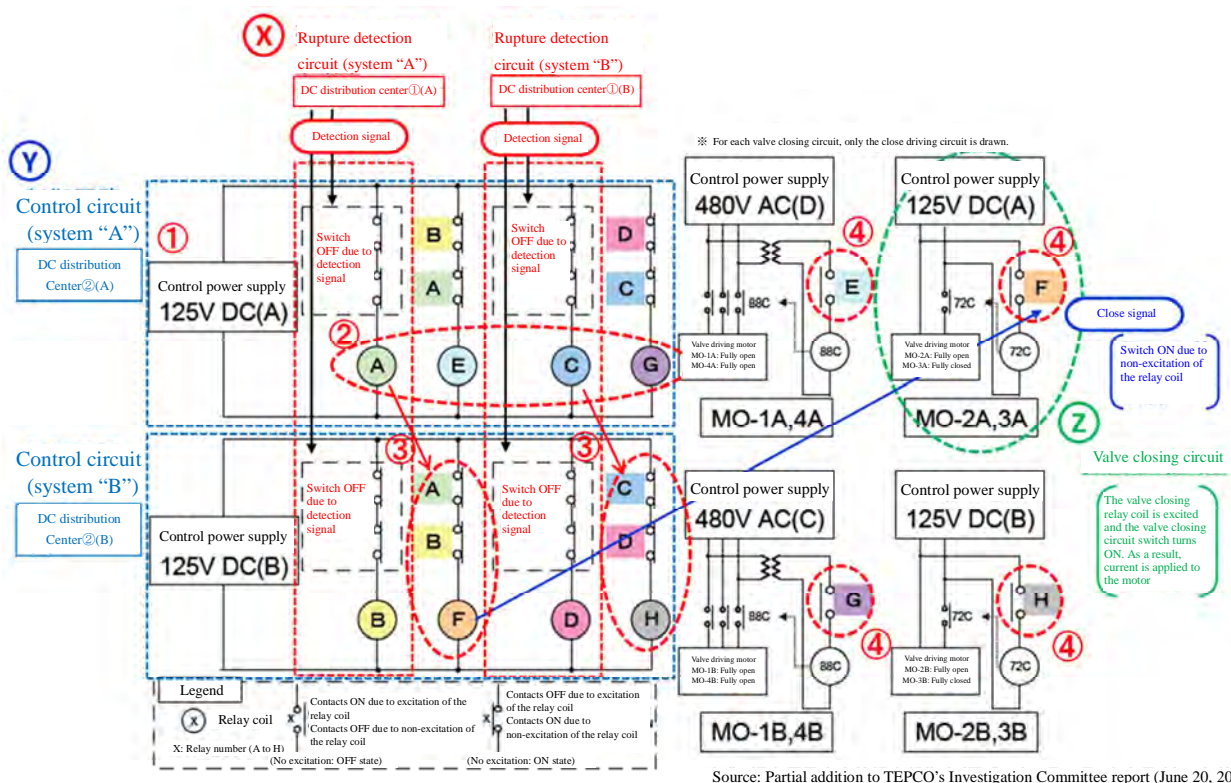 X
Rupture detection
circuit (system “A”)
DC distribution center①(A)
Detection signal
Rupture detection
circuit (system “B”)
DC distribution center①(B)
Detection signal
※ For each valve closing circuit, only the close driving circuit is drawn.
Y
Control circuit
(system “A”)
DC distribution
Center②(A)
①
Control power supply
125V DC(A)
Switch
OFF due to
detection
signal
B
A
Switch
OFF due to
detection
signal
D
C
②
A
E
C
G
Control power supply
480V AC(D)
④
E
88C
88C
Valve driving motor
MO-1A: Fully open
MO-4A: Fully open
MO-1A,4A
Control power supply
125V DC(A)
④
F
72C
72C
Valve driving motor
MO-2A: Fully open
MO-3A: Fully closed
MO-2A,3A
Close signal
Switch ON due to
non-excitation of
the relay coil
Z
Valve closing circuit
The valve closing
relay coil is excited
and the valve closing
circuit switch turns
ON. As a result,
current is applied to
the motor
Control circuit
(system “B”)
DC distribution
Center②(B)
Control power supply
125V DC(B)
Switch OFF
due to
detection
signal
③
A
B
Switch OFF
due to
detection
signal
③
C
D
B
F
D
H
Control power supply
480V AC(C)
G
④
88C
88C
Valve driving motor
MO-1B: Fully open
MO-4B: Fully open
MO-1B,4B
Control power supply
125V DC(B)
H
④
72C
72C
Valve driving motor
MO-2B: Fully open
MO-3B: Fully closed
MO-2B,3B
Legend
X
Relay coil
X: Relay number (A to H)
X
Contacts ON due to excitation of the
relay coil
Contacts OFF due to non-excitation of
the relay coil
(No excitation: OFF state)
X
Contacts OFF due to excitation
of the relay coil
Contacts ON due to
non-excitation of the relay coil
(No excitation: ON state)
Source: Partial addition to TEPCO’s Investigation Committee report (June 20, 20